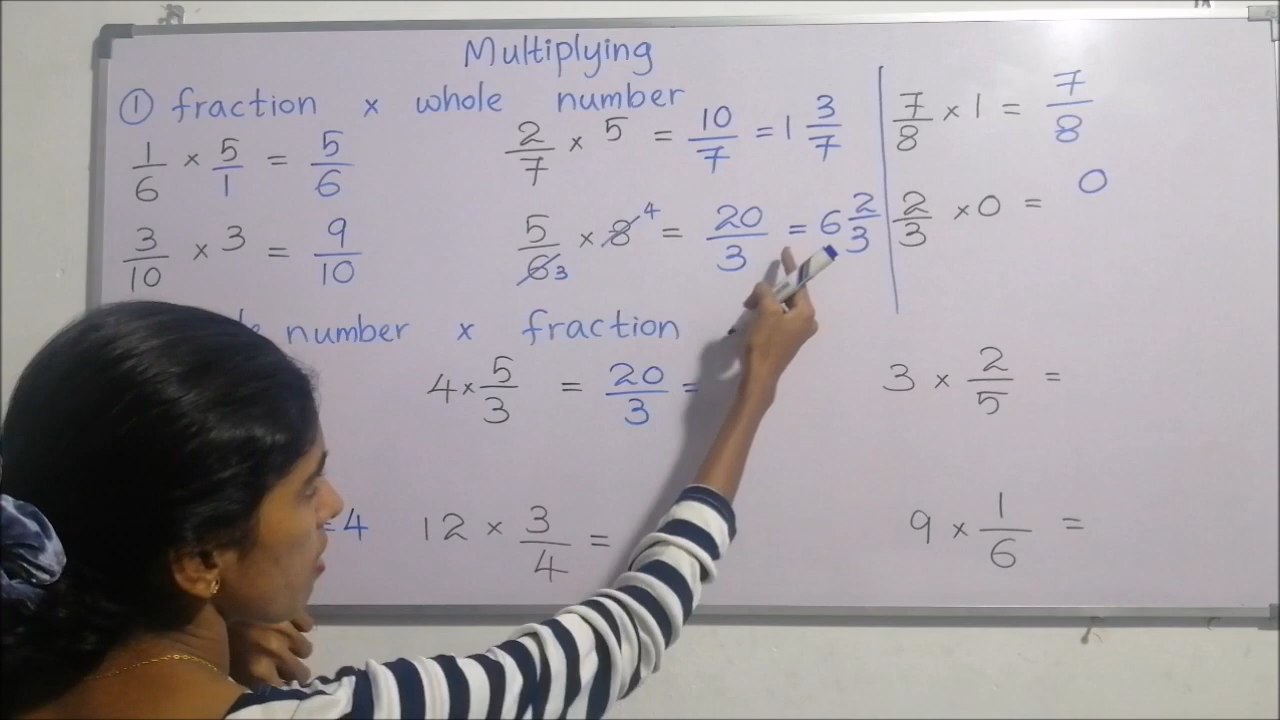 Multiplying
① fraction x whole number
1/6 × 5/1 = 5/6
2/7 × 5 = 10/7 = 1 3/7
7/8 × 1 = 7/8
3/10 × 3 = 9/10
5/6 3 × 8 4 = 20/3 = 6 2/3
2/3 × 0 = 0
number x fraction
4 × 5/3 = 20/3 =
3 × 2/5 =
= 4
12 × 3/4 =
9 × 1/6 =